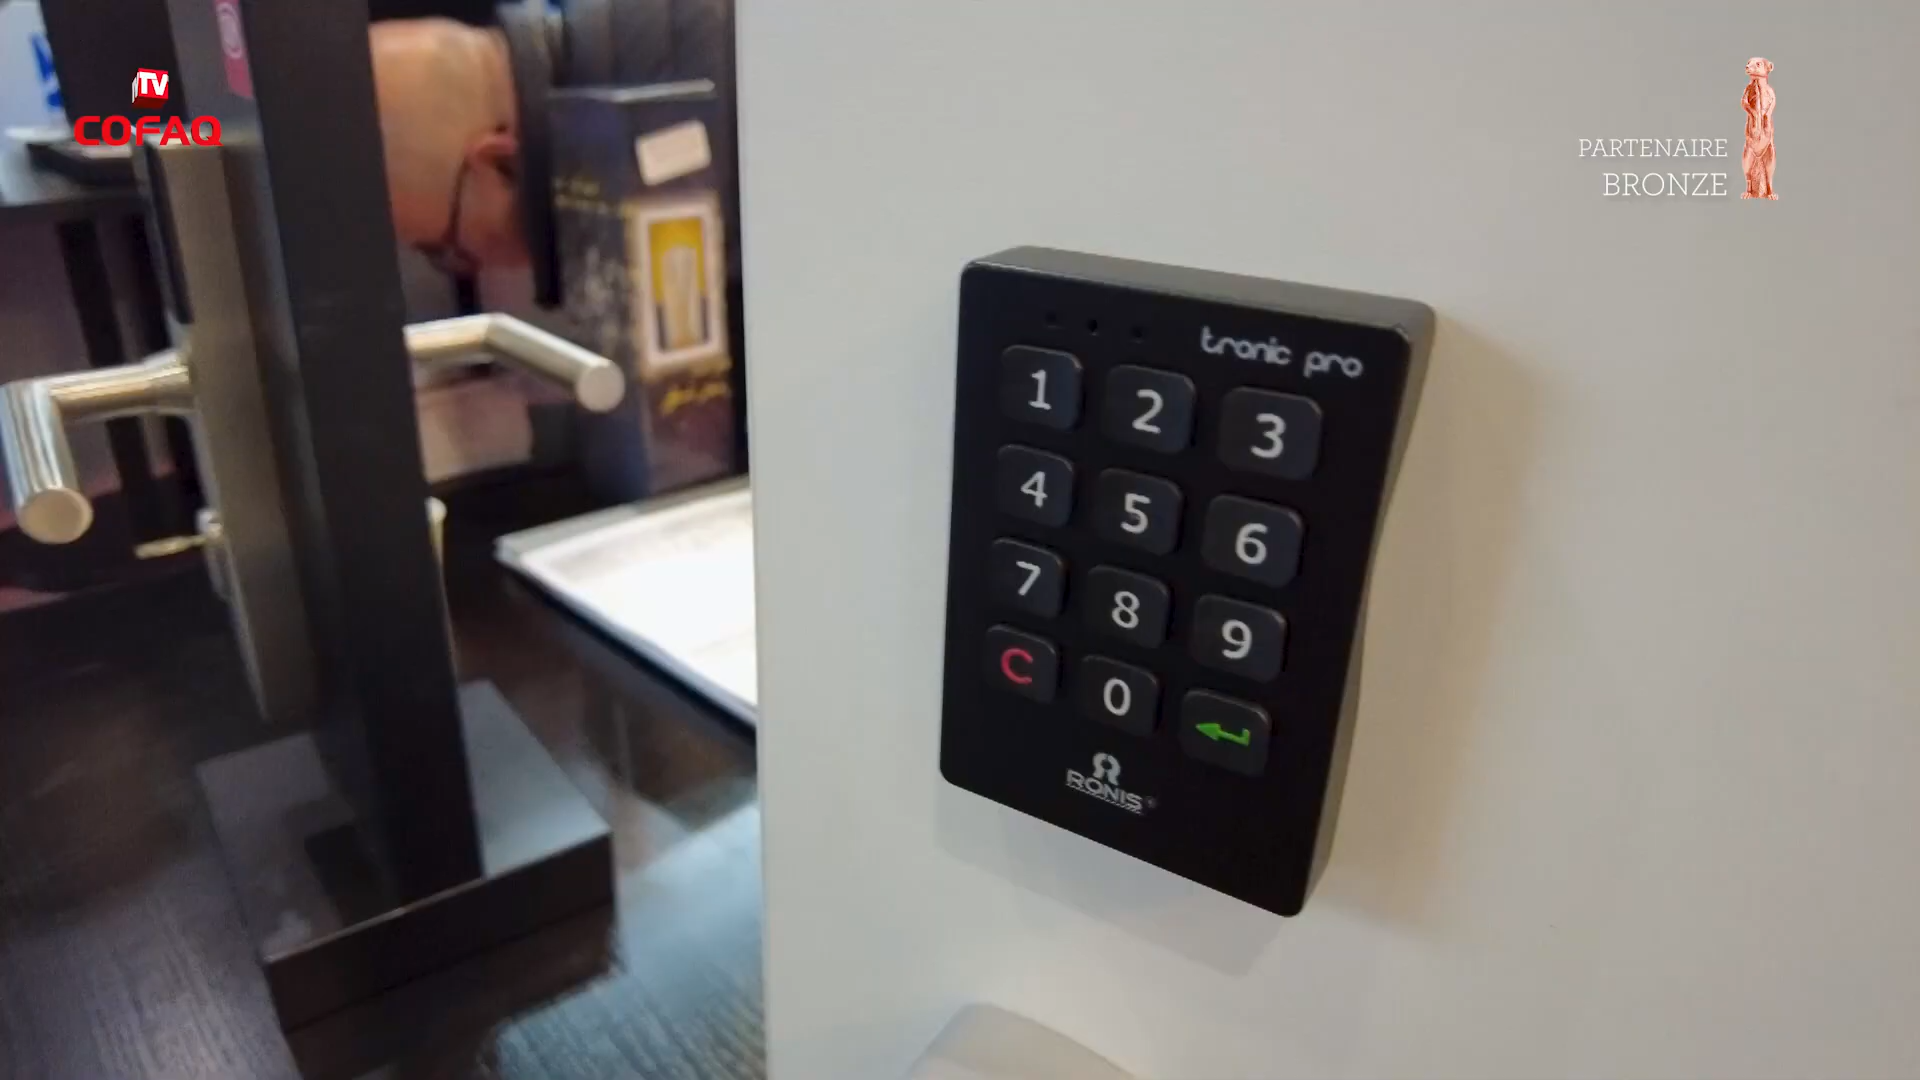 TV
COFAQ
PARTENAIRE
BRONZE
tronic pro
1 2 3
4 5 6
7 8 9
C 0
RONIS